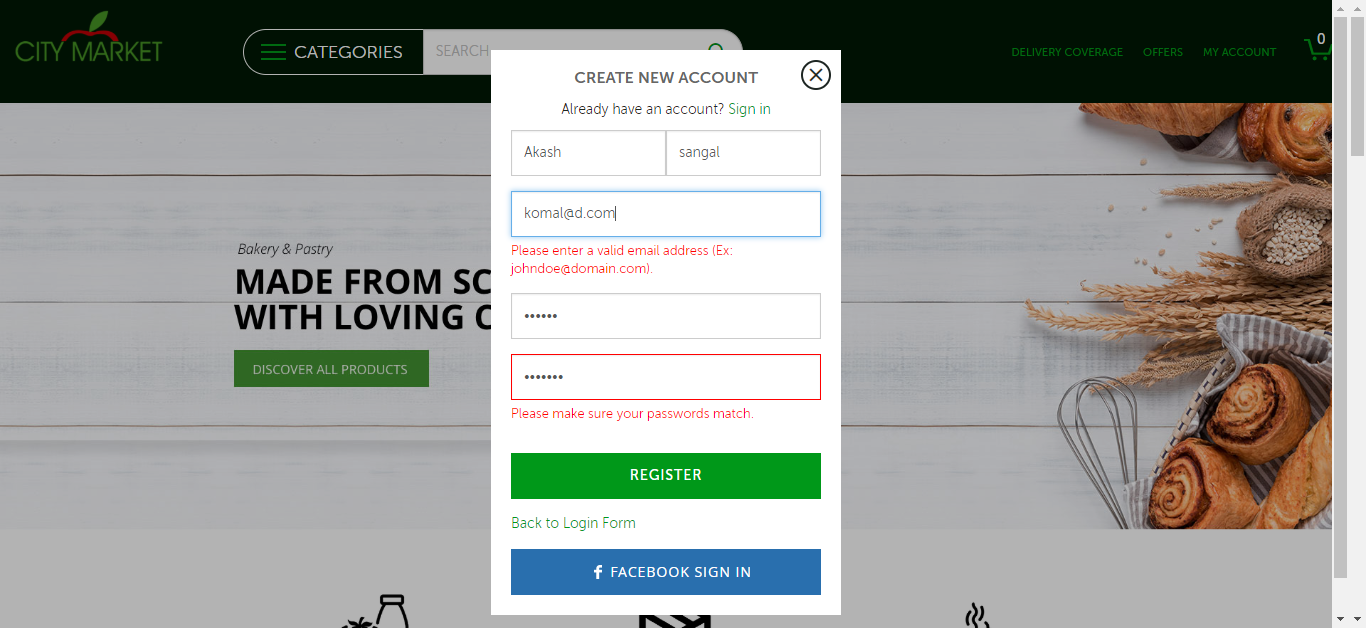 CITY MARKET
CATEGORIES
SEARCH
DELIVERY COVERAGE
OFFERS
MY ACCOUNT
0
CREATE NEW ACCOUNT
Already have an account? Sign in
Akash
sangal
komal@d.com
Please enter a valid email address (Ex:
johndoe@domain.com).
••••••
•••••••
Please make sure your passwords match.
REGISTER
Back to Login Form
f FACEBOOK SIGN IN
Bakery & Pastry
MADE FROM SC
WITH LOVING C
DISCOVER ALL PRODUCTS